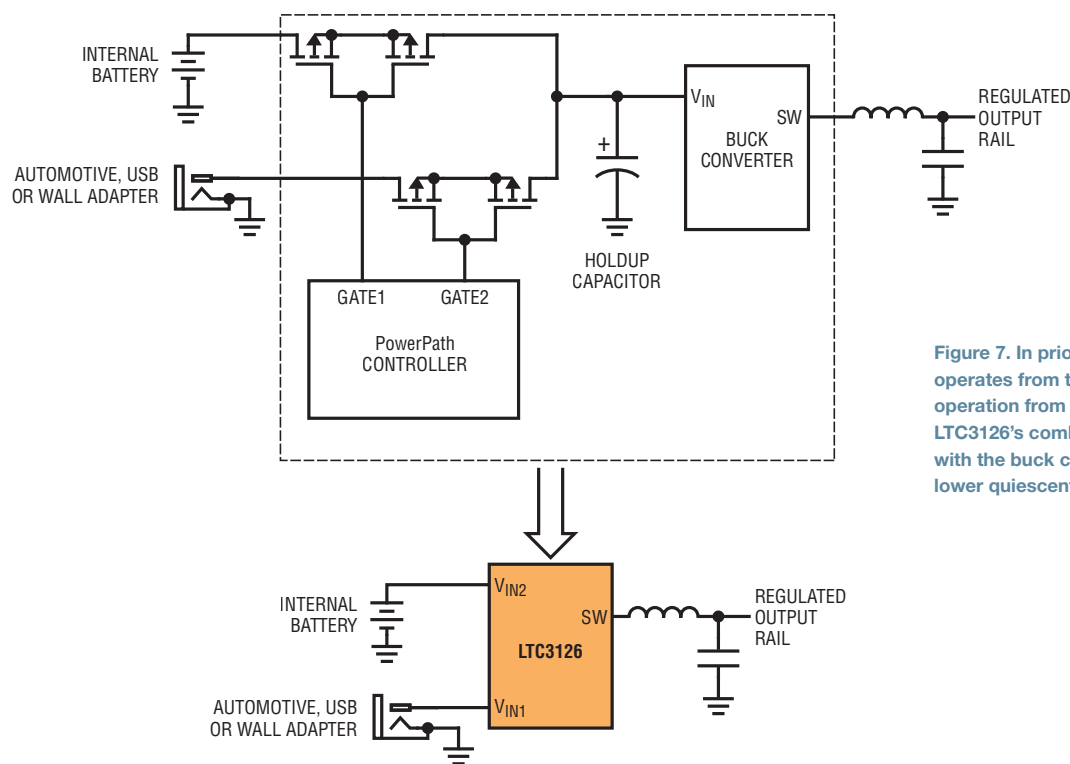 INTERNAL
BATTERY
AUTOMOTIVE, USB
OR WALL ADAPTER
GATE1
GATE2
PowerPath
CONTROLLER
+
HOLDUP
CAPACITOR
VIN
SW
BUCK
CONVERTER
REGULATED
OUTPUT
RAIL
Figure 7. In prio
operates from t
operation from
LTC3126's comb
with the buck c
lower quiescent
INTERNAL
BATTERY
AUTOMOTIVE, USB
OR WALL ADAPTER
VIN2
SW
LTC3126
VIN1
REGULATED
OUTPUT
RAIL